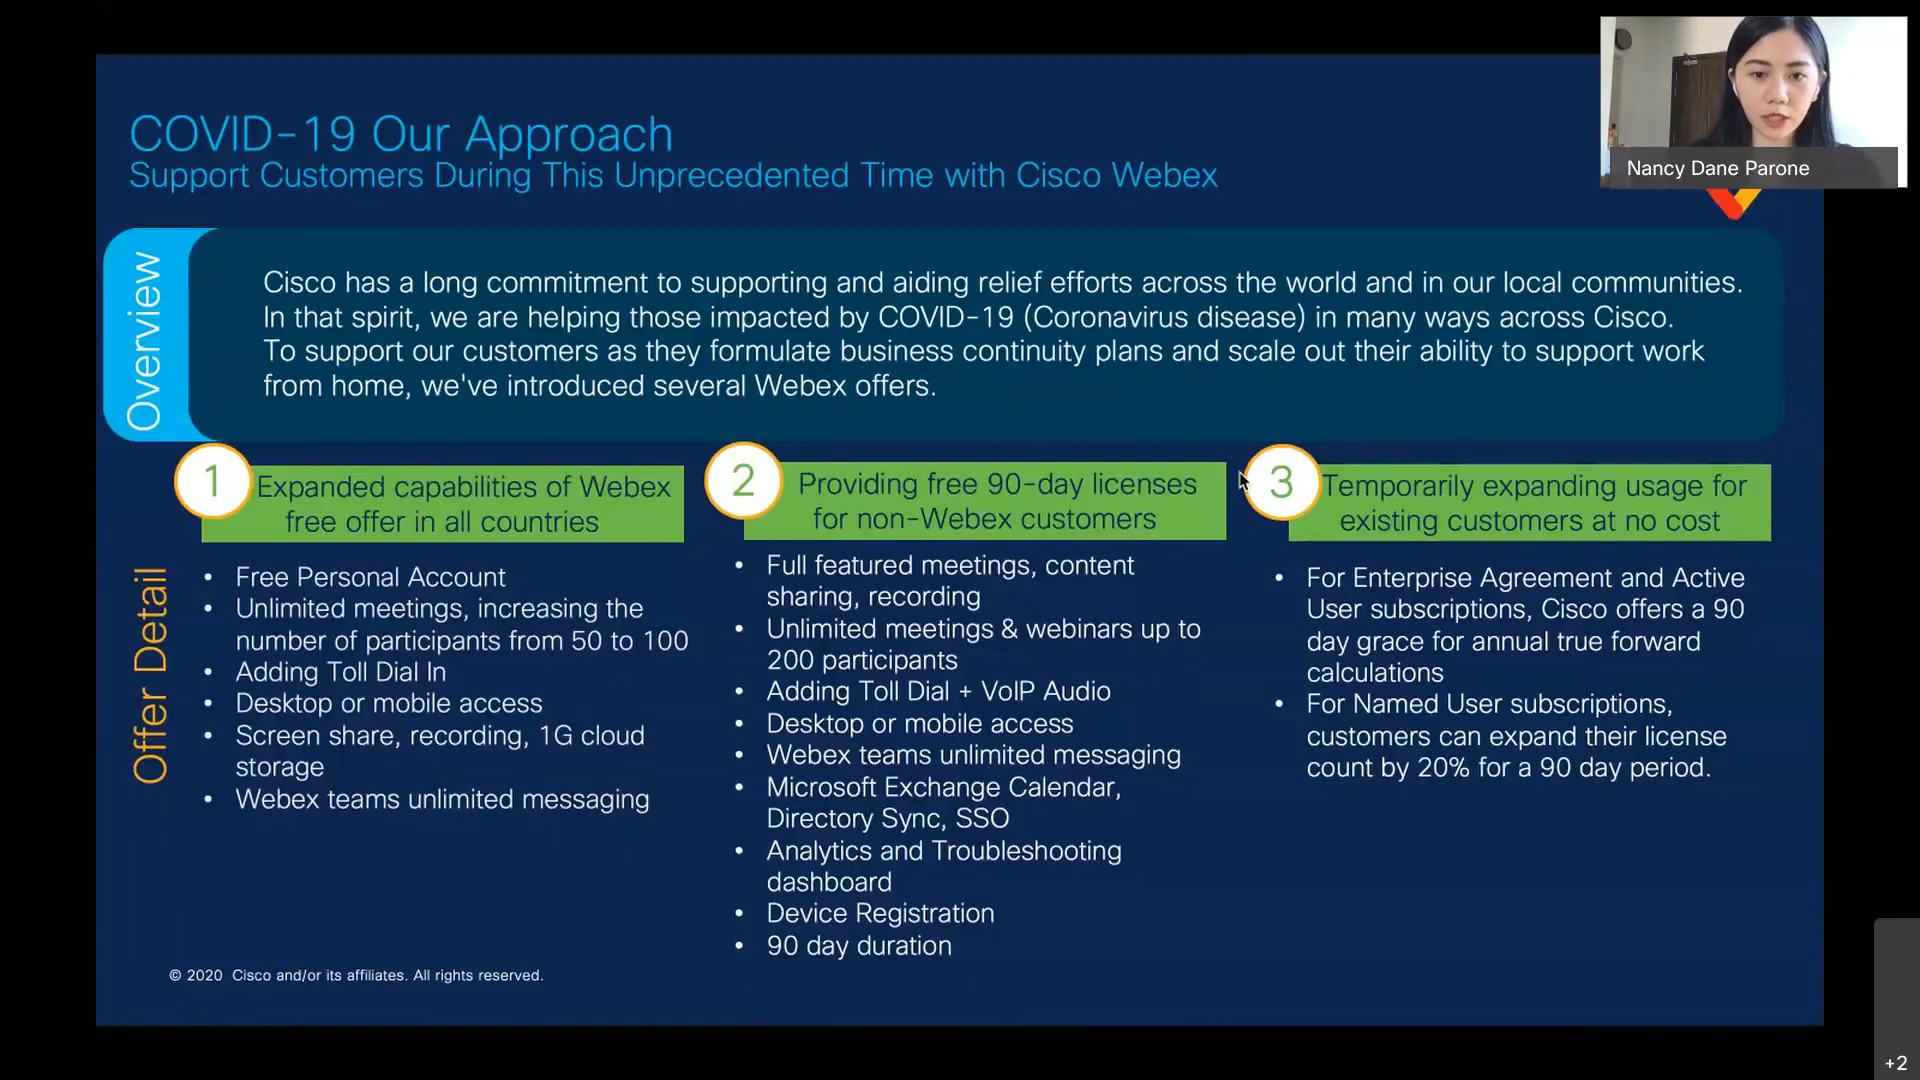 COVID-19 Our Approach
Support Customers During This Unprecedented Time with Cisco Webex
Nancy Dane Parone
Overview
Cisco has a long commitment to supporting and aiding relief efforts across the world and in our local communities.
In that spirit, we are helping those impacted by COVID-19 (Coronavirus disease) in many ways across Cisco.
To support our customers as they formulate business continuity plans and scale out their ability to support work
from home, we've introduced several Webex offers.
Offer Detail
1
Expanded capabilities of Webex
free offer in all countries
• Free Personal Account
• Unlimited meetings, increasing the
number of participants from 50 to 100
• Adding Toll Dial In
• Desktop or mobile access
• Screen share, recording, 1G cloud
storage
• Webex teams unlimited messaging
2
Providing free 90-day licenses
for non-Webex customers
• Full featured meetings, content
sharing, recording
• Unlimited meetings & webinars up to
200 participants
• Adding Toll Dial + VoIP Audio
• Desktop or mobile access
• Webex teams unlimited messaging
• Microsoft Exchange Calendar,
Directory Sync, SSO
• Analytics and Troubleshooting
dashboard
• Device Registration
• 90 day duration
3
Temporarily expanding usage for
existing customers at no cost
• For Enterprise Agreement and Active
User subscriptions, Cisco offers a 90
day grace for annual true forward
calculations
• For Named User subscriptions,
customers can expand their license
count by 20% for a 90 day period.
© 2020 Cisco and/or its affiliates. All rights reserved.
+2